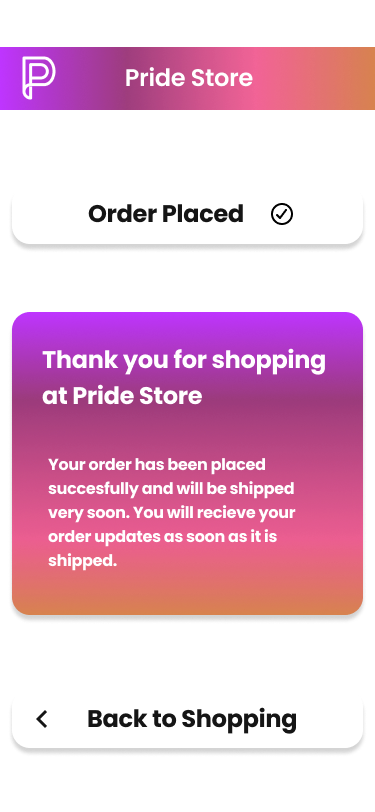 Pride Store
Order Placed
Thank you for shopping
at Pride Store
Your order has been placed
succesfully and will be shipped
very soon. You will recieve your
order updates as soon as it is
shipped.
Back to Shopping